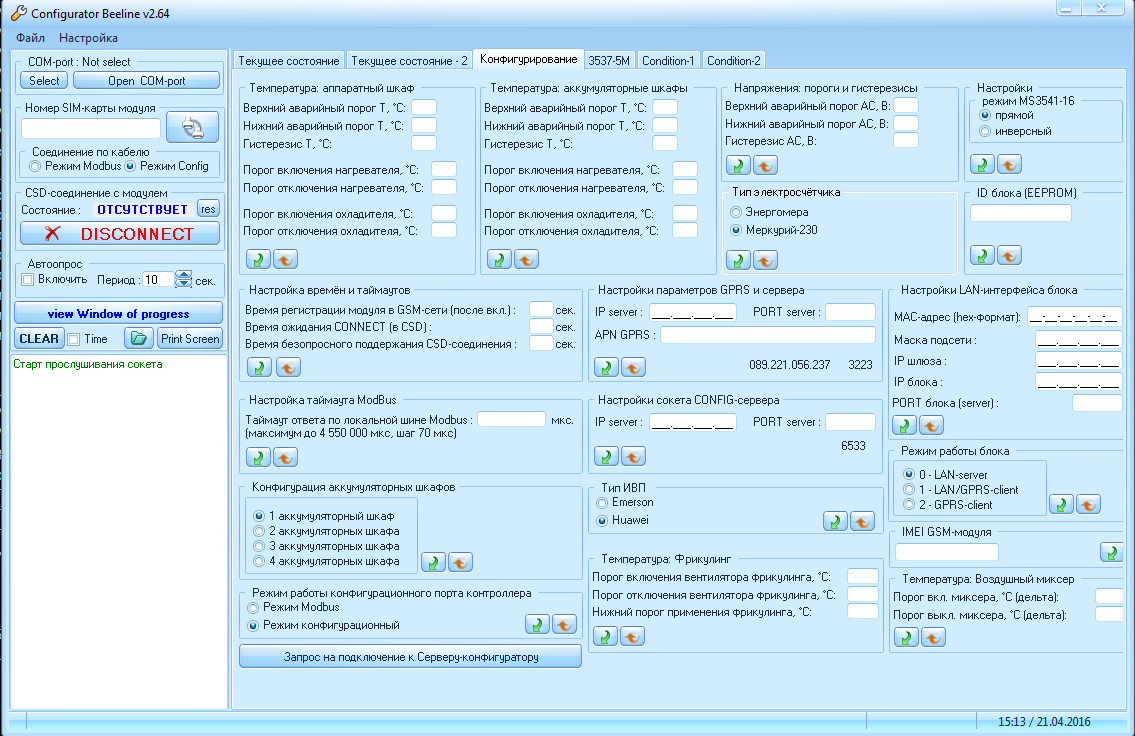 Configurator Beeline v2.64
Файл Настройка
COM-port : Not select
Select Open COM-port
Номер SIM-карты модуля
Соединение по кабелю
Режим Modbus Режим Config
CSD-соединение с модулем
Состояние : ОТСУТСТВУЕТ res
DISCONNECT
Автоопрос
Включить Период : 10 сек.
view Window of progress
CLEAR Time Print Screen
Старт прослушивания сокета
Текущее состояние Текущее состояние - 2 Конфигурирование 3537-5М Condition-1 Condition-2
Температура: аппаратный шкаф
Верхний аварийный порог Т, °C:
Нижний аварийный порог Т, °C:
Гистерезис Т, °C:
Порог включения нагревателя, °C:
Порог отключения нагревателя, °C:
Порог включения охладителя, °C:
Порог отключения охладителя, °C:
Температура: аккумуляторные шкафы
Верхний аварийный порог Т, °C:
Нижний аварийный порог Т, °C:
Гистерезис Т, °C:
Порог включения нагревателя, °C:
Порог отключения нагревателя, °C:
Порог включения охладителя, °C:
Порог отключения охладителя, °C:
Напряжения: пороги и гистерезисы
Верхний аварийный порог АС, В:
Нижний аварийный порог АС, В:
Гистерезис АС, В:
Тип электросчётчика
Энергомера
Меркурий-230
Настройки
режим MS3541-16
прямой
инверсный
ID блока (EEPROM)
Настройка времён и таймаутов
Время регистрации модуля в GSM-сети (после вкл.) : сек.
Время ожидания CONNECT (в CSD) : сек.
Время безопросного поддержания CSD-соединения : сек.
Настройки параметров GPRS и сервера
IP server : ___.___.___.___ PORT server :
APN GPRS :
089.221.056.237 3223
Настройки LAN-интерфейса блока
MAC-адрес (hex-формат): __-__-__-__-__-__
Маска подсети : ___.___.___.___
IP шлюза : ___.___.___.___
IP блока : ___.___.___.___
PORT блока (server) :
Настройка таймаута ModBus
Таймаут ответа по локальной шине Modbus : мкс.
(максимум до 4 550 000 мкс, шаг 70 мкс)
Настройки сокета CONFIG-сервера
IP server : ___.___.___.___ PORT server :
6533
Режим работы блока
0 - LAN-server
1 - LAN/GPRS-client
2 - GPRS-client
Конфигурация аккумуляторных шкафов
1 аккумуляторный шкаф
2 аккумуляторных шкафа
3 аккумуляторных шкафа
4 аккумуляторных шкафа
Тип ИВП
Emerson
Huawei
IMEI GSM-модуля
Температура: Фрикулинг
Порог включения вентилятора фрикулинга, °C:
Порог отключения вентилятора фрикулинга, °C:
Нижний порог применения фрикулинга, °C:
Температура: Воздушный миксер
Порог вкл. миксера, °C (дельта):
Порог выкл. миксера, °C (дельта):
Режим работы конфигурационного порта контроллера
Режим Modbus
Режим конфигурационный
Запрос на подключение к Серверу-конфигуратору
15:13 / 21.04.2016